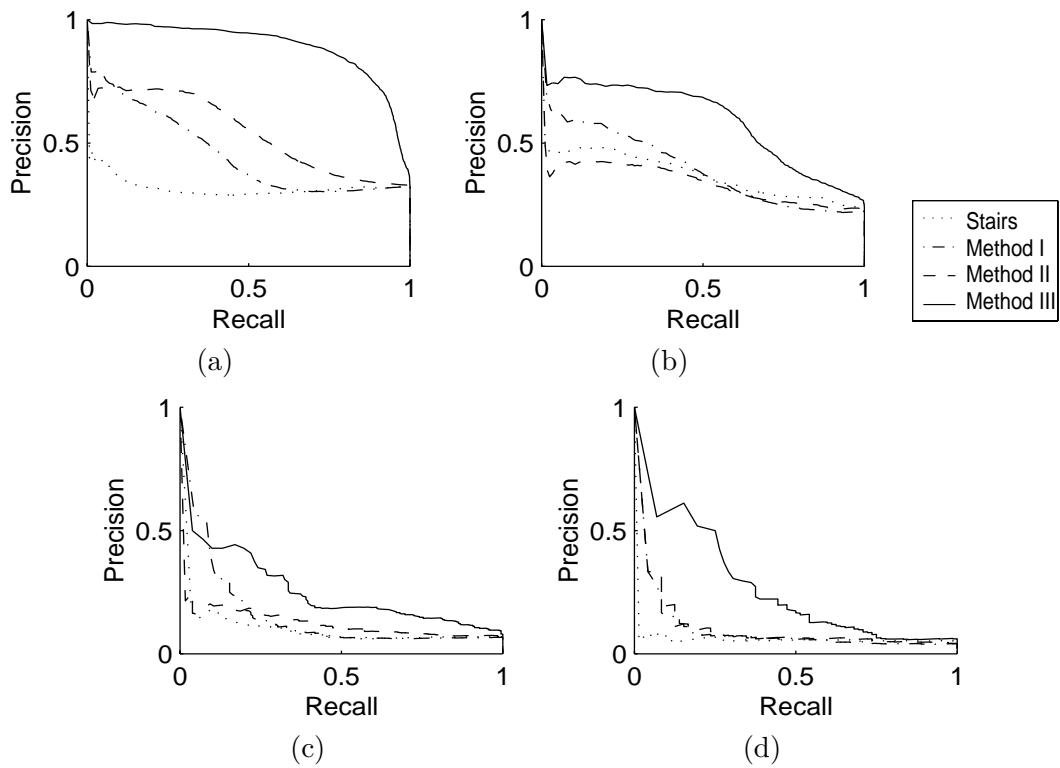 1
Precision
0.5
0
0
0.5
1
Recall
(a)
1
Precision
0.5
0
0
0.5
1
Recall
(b)
Stairs
Method I
Method II
Method III
1
Precision
0.5
0
0
0.5
1
Recall
(c)
1
Precision
0.5
0
0
0.5
1
Recall
(d)